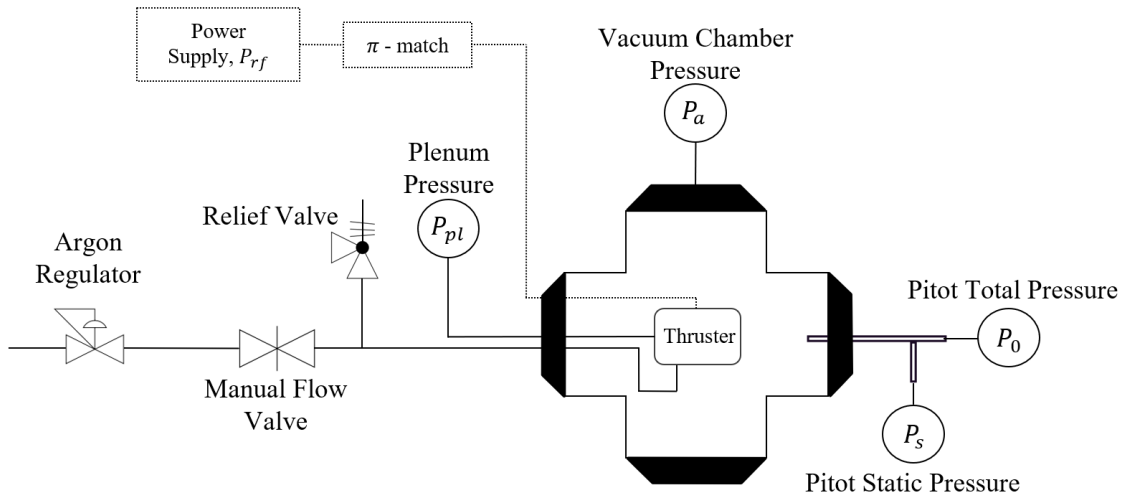 Power
Supply, P_rf
π - match
Vacuum Chamber
Pressure
P_a
Plenum
Pressure
P_pl
Relief Valve
Argon
Regulator
Manual Flow
Valve
Thruster
Pitot Total Pressure
P_0
P_s
Pitot Static Pressure